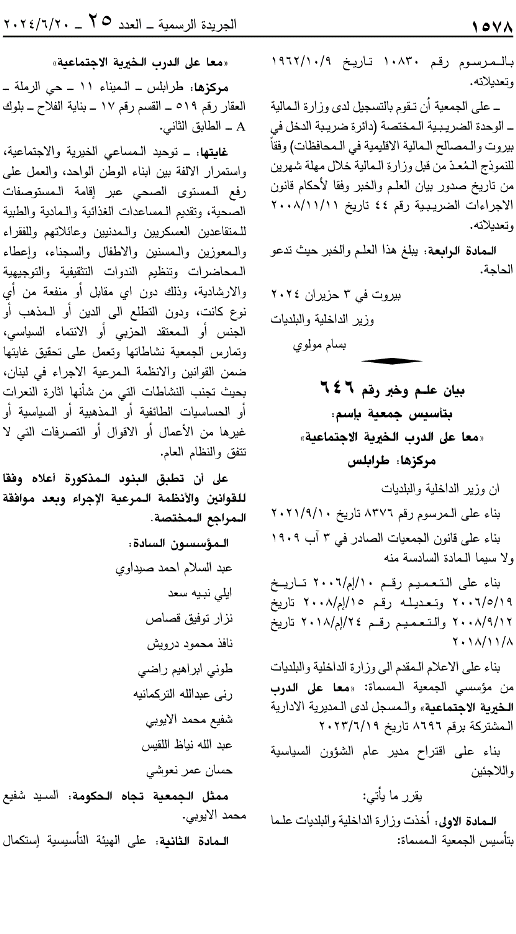 ١٥٧٨
الجريدة الرسمية – العدد ٢٥ – ٢٠٢٤/٦/٢٠
بالمرسوم رقم ١٠٨٣٠ تاريخ ١٩٦٢/١٠/٩
وتعديلاته.
– على الجمعية أن تقوم بالتسجيل لدى وزارة المالية
– الوحدة الضريبية المختصة (دائرة ضريبة الدخل في
بيروت والمصالح المالية الاقليمية في المحافظات) وفقاً
للنموذج المُعدّ من قبل وزارة المالية خلال مهلة شهرين
من تاريخ صدور بيان العلم والخبر وفقا لأحكام قانون
الاجراءات الضريبية رقم ٤٤ تاريخ ٢٠٠٨/١١/١١
وتعديلاته.
المادة الرابعة: يبلغ هذا العلم والخبر حيث تدعو
الحاجة.
بيروت في ٣ حزيران ٢٠٢٤
وزير الداخلية والبلديات
بسام مولوي
بيان علم وخبر رقم ٦٤٦
بتأسيس جمعية بإسم:
«معا على الدرب الخيرية الاجتماعية»
مركزها: طرابلس
ان وزير الداخلية والبلديات
بناء على المرسوم رقم ٨٣٧٦ تاريخ ٢٠٢١/٩/١٠
بناء على قانون الجمعيات الصادر في ٣ آب ١٩٠٩
ولا سيما المادة السادسة منه
بناء على التعميم رقم ١٠/إم/٢٠٠٦ تاريخ
٢٠٠٦/٥/١٩ وتعديله رقم ١٥/إم/٢٠٠٨ تاريخ
٢٠٠٨/٩/١٢ والتعميم رقم ٢٤/إم/٢٠١٨ تاريخ
٢٠١٨/١١/٨
بناء على الاعلام المقدم الى وزارة الداخلية والبلديات
من مؤسسي الجمعية المسماة: «معا على الدرب
الخيرية الاجتماعية» والمسجل لدى المديرية الادارية
المشتركة برقم ٨٦٩٦ تاريخ ٢٠٢٣/٦/١٩
بناء على اقتراح مدير عام الشؤون السياسية
واللاجئين
يقرر ما يأتي:
المادة الاولى: أخذت وزارة الداخلية والبلديات علما
بتأسيس الجمعية المسماة:
«معا على الدرب الخيرية الاجتماعية»
مركزها: طرابلس – الميناء ١١ – حي الرملة –
العقار رقم ٥١٩ – القسم رقم ١٧ – بناية الفلاح – بلوك
A – الطابق الثاني.
غايتها: – توحيد المساعي الخيرية والاجتماعية،
واستمرار الالفة بين ابناء الوطن الواحد، والعمل على
رفع المستوى الصحي عبر إقامة المستوصفات
الصحية، وتقديم المساعدات الغذائية والمادية والطبية
للمتقاعدين العسكريين والمدنيين وعائلاتهم وللفقراء
والمعوزين والمسنين والاطفال والسجناء، وإعطاء
المحاضرات وتنظيم الندوات التثقيفية والتوجيهية
والارشادية، وذلك دون اي مقابل أو منفعة من أي
نوع كانت، ودون التطلع الى الدين أو المذهب أو
الجنس أو المعتقد الحزبي أو الانتماء السياسي،
وتمارس الجمعية نشاطاتها وتعمل على تحقيق غايتها
ضمن القوانين والانظمة المرعية الاجراء في لبنان،
بحيث تجنب النشاطات التي من شأنها اثارة النعرات
أو الحساسيات الطائفية أو المذهبية أو السياسية أو
غيرها من الأعمال أو الاقوال أو التصرفات التي لا
تتفق والنظام العام.
على أن تطبق البنود المذكورة أعلاه وفقا
للقوانين والأنظمة المرعية الإجراء وبعد موافقة
المراجع المختصة.
المؤسسون السادة:
عبد السلام احمد صيداوي
ايلي نبيه سعد
نزار توفيق قصاص
نافذ محمود درويش
طوني ابراهيم راضي
رنى عبدالله التركمانيه
شفيع محمد الايوبي
عبد الله نياظ اللقيس
حسان عمر نعوشي
ممثل الجمعية تجاه الحكومة: السيد شفيع
محمد الايوبي.
المادة الثانية: على الهيئة التأسيسية إستكمال